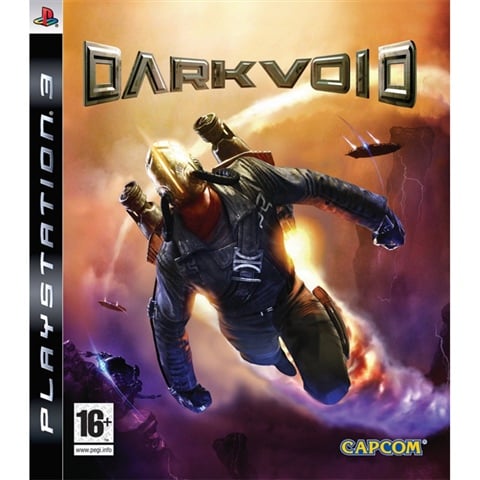 DARKVOID
PLAYSTATION 3
16+
www.pegi.info
CAPCOM